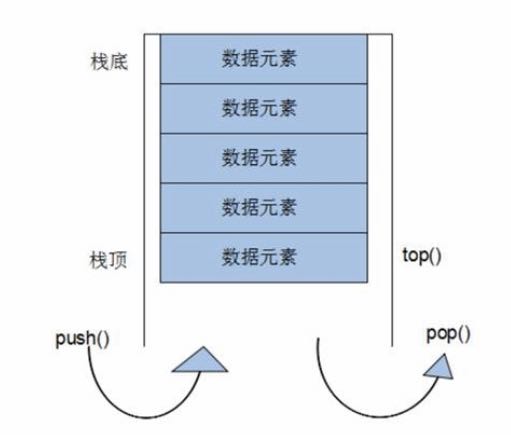 栈底
数据元素
数据元素
数据元素
数据元素
栈顶
数据元素
top()
push()
pop()